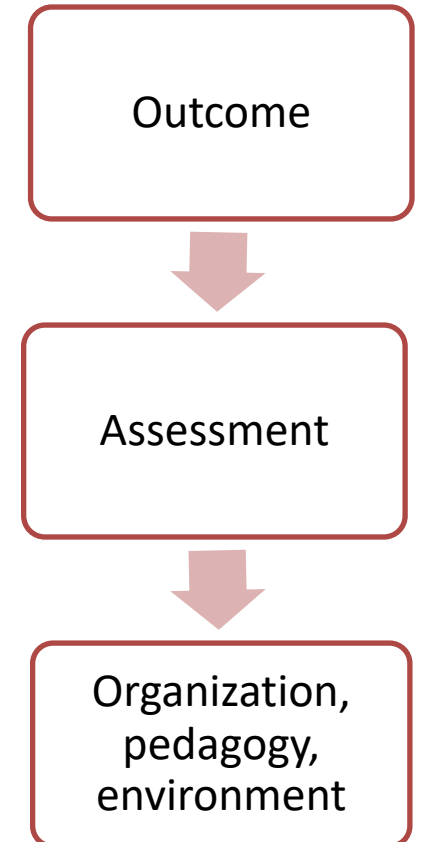 Outcome
Assessment
Organization,
pedagogy,
environment